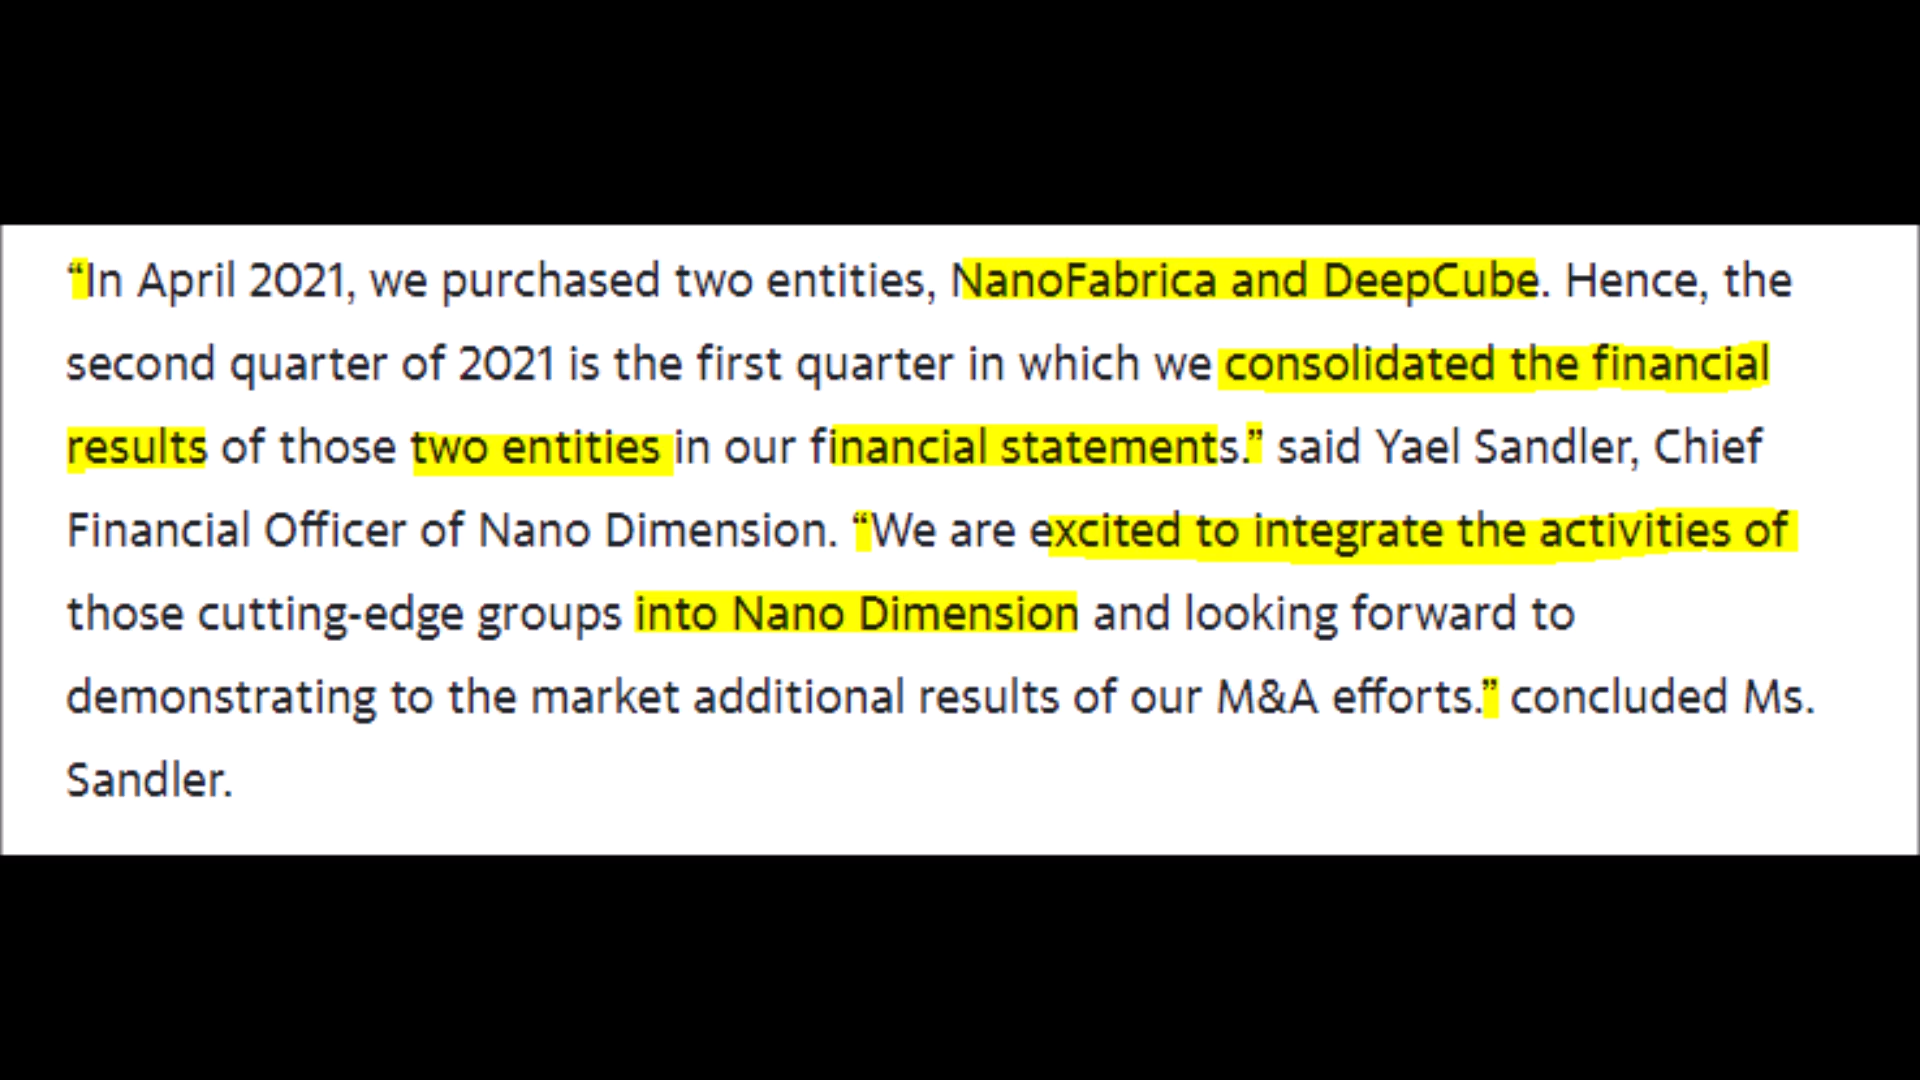 “In April 2021, we purchased two entities, NanoFabrica and DeepCube. Hence, the
second quarter of 2021 is the first quarter in which we consolidated the financial
results of those two entities in our financial statements.” said Yael Sandler, Chief
Financial Officer of Nano Dimension. “We are excited to integrate the activities of
those cutting-edge groups into Nano Dimension and looking forward to
demonstrating to the market additional results of our M&A efforts.” concluded Ms.
Sandler.